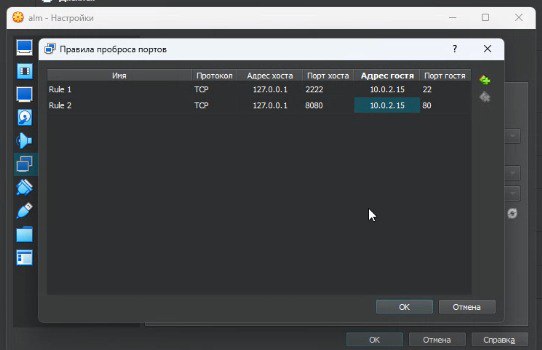 alm - Настройки
Правила проброса портов
Имя Протокол Адрес хоста Порт хоста Адрес гостя Порт гостя
Rule 1 TCP 127.0.0.1 2222 10.0.2.15 22
Rule 2 TCP 127.0.0.1 8080 10.0.2.15 80
OK Отмена
OK Отмена Справка